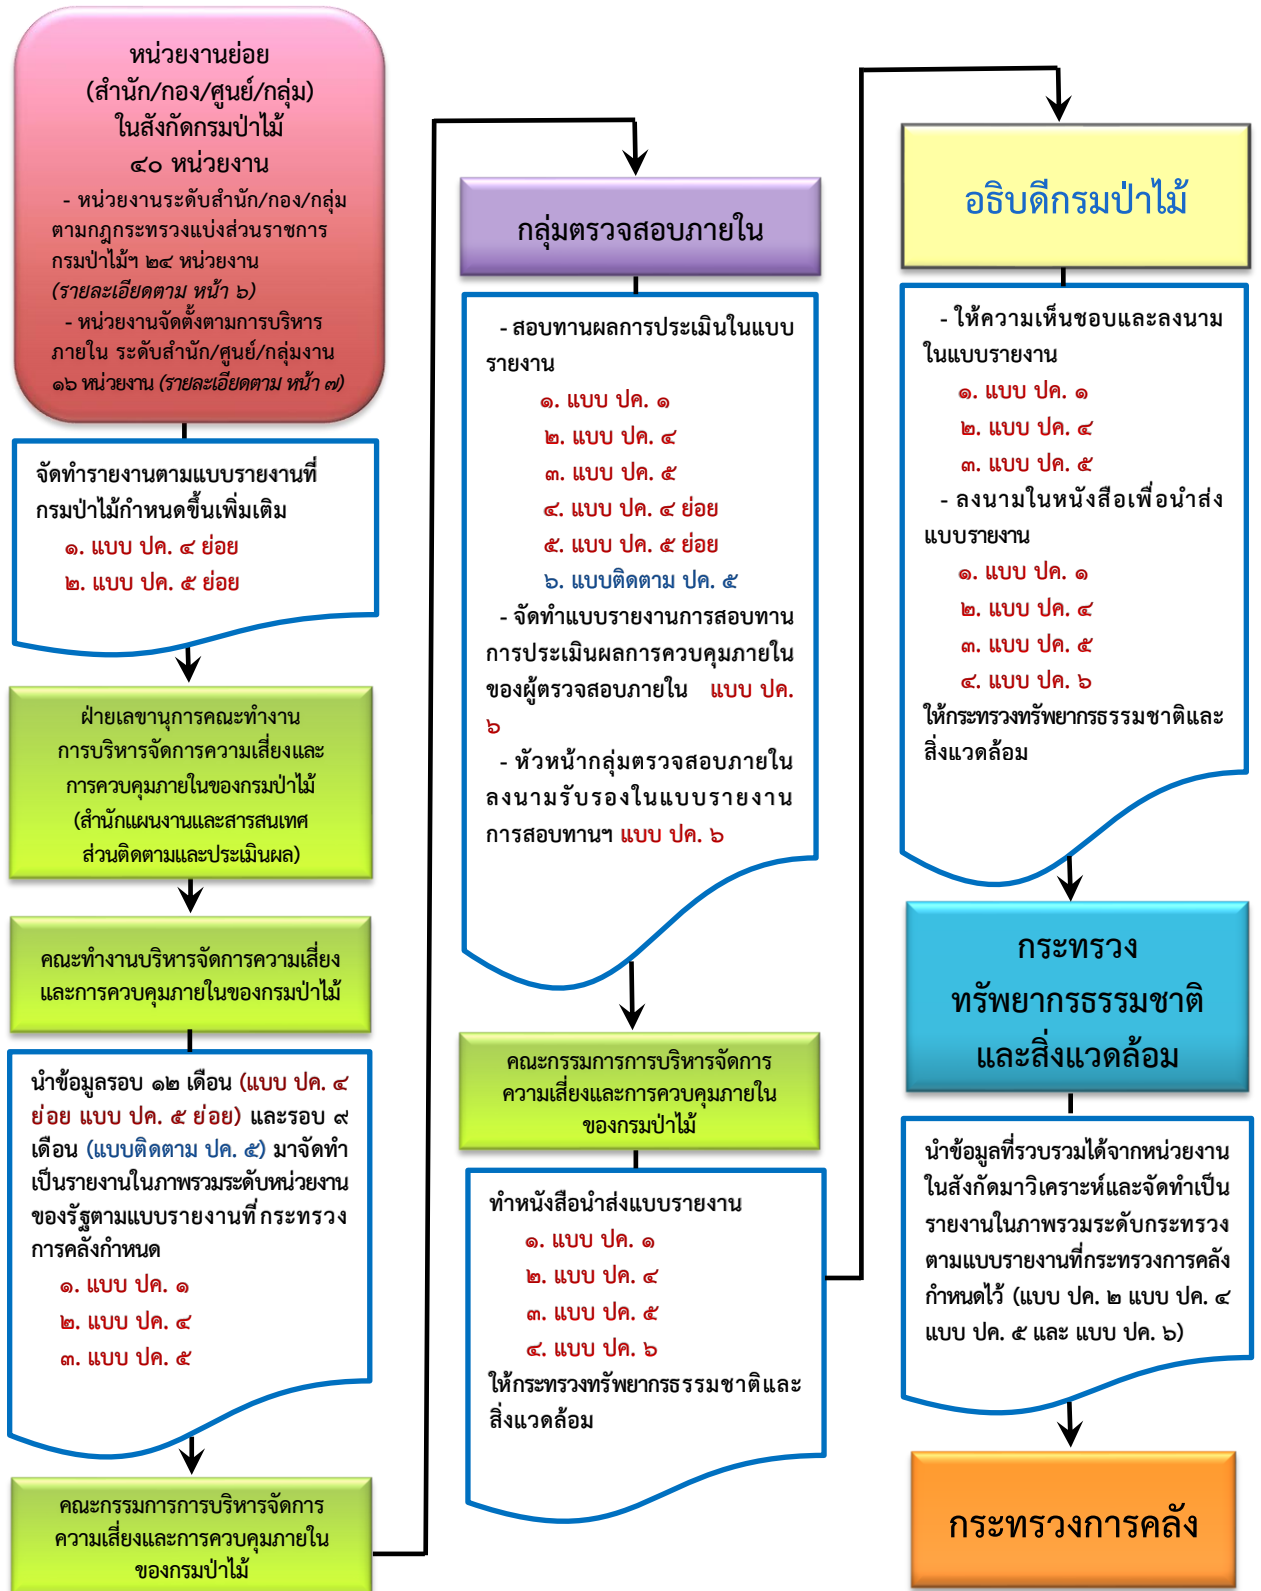 หน่วยงานย่อย
(สำนัก/กอง/ศูนย์/กลุ่ม)
ในสังกัดกรมป่าไม้
๔๐ หน่วยงาน
- หน่วยงานระดับสำนัก/กอง/กลุ่ม
ตามกฎกระทรวงแบ่งส่วนราชการ
กรมป่าไม้ฯ ๒๔ หน่วยงาน
(รายละเอียดตาม หน้า ๖)
- หน่วยงานจัดตั้งตามการบริหาร
ภายใน ระดับสำนัก/ศูนย์/กลุ่มงาน
๑๖ หน่วยงาน (รายละเอียดตาม หน้า ๗)
จัดทำรายงานตามแบบรายงานที่
กรมป่าไม้กำหนดขึ้นเพิ่มเติม
๑. แบบ ปค. ๔ ย่อย
๒. แบบ ปค. ๕ ย่อย
ฝ่ายเลขานุการคณะทำงาน
การบริหารจัดการความเสี่ยงและ
การควบคุมภายในของกรมป่าไม้
(สำนักแผนงานและสารสนเทศ
ส่วนติดตามและประเมินผล)
คณะทำงานบริหารจัดการความเสี่ยง
และการควบคุมภายในของกรมป่าไม้
นำข้อมูลรอบ ๑๒ เดือน (แบบ ปค. ๔
ย่อย แบบ ปค. ๕ ย่อย) และรอบ ๙
เดือน (แบบติดตาม ปค. ๕) มาจัดทำ
เป็นรายงานในภาพรวมระดับหน่วยงาน
ของรัฐตามแบบรายงานที่ กระทรวง
การคลังกำหนด
๑. แบบ ปค. ๑
๒. แบบ ปค. ๔
๓. แบบ ปค. ๕
คณะกรรมการการบริหารจัดการ
ความเสี่ยงและการควบคุมภายใน
ของกรมป่าไม้
กลุ่มตรวจสอบภายใน
- สอบทานผลการประเมินในแบบ
รายงาน
๑. แบบ ปค. ๑
๒. แบบ ปค. ๔
๓. แบบ ปค. ๕
๔. แบบ ปค. ๔ ย่อย
๕. แบบ ปค. ๕ ย่อย
๖. แบบติดตาม ปค. ๕
- จัดทำแบบรายงานการสอบทาน
การประเมินผลการควบคุมภายใน
ของผู้ตรวจสอบภายใน แบบ ปค.
๖
- หัวหน้ากลุ่มตรวจสอบภายใน
ลงนามรับรองในแบบรายงาน
การสอบทานฯ แบบ ปค. ๖
คณะกรรมการการบริหารจัดการ
ความเสี่ยงและการควบคุมภายใน
ของกรมป่าไม้
ทำหนังสือนำส่งแบบรายงาน
๑. แบบ ปค. ๑
๒. แบบ ปค. ๔
๓. แบบ ปค. ๕
๔. แบบ ปค. ๖
ให้กระทรวงทรัพยากรธรรมชาติและ
สิ่งแวดล้อม
อธิบดีกรมป่าไม้
- ให้ความเห็นชอบและลงนาม
ในแบบรายงาน
๑. แบบ ปค. ๑
๒. แบบ ปค. ๔
๓. แบบ ปค. ๕
- ลงนามในหนังสือเพื่อนำส่ง
แบบรายงาน
๑. แบบ ปค. ๑
๒. แบบ ปค. ๔
๓. แบบ ปค. ๕
๔. แบบ ปค. ๖
ให้กระทรวงทรัพยากรธรรมชาติและ
สิ่งแวดล้อม
กระทรวง
ทรัพยากรธรรมชาติ
และสิ่งแวดล้อม
นำข้อมูลที่รวบรวมได้จากหน่วยงาน
ในสังกัดมาวิเคราะห์และจัดทำเป็น
รายงานในภาพรวมระดับกระทรวง
ตามแบบรายงานที่กระทรวงการคลัง
กำหนดไว้ (แบบ ปค. ๒ แบบ ปค. ๔
แบบ ปค. ๕ และ แบบ ปค. ๖)
กระทรวงการคลัง